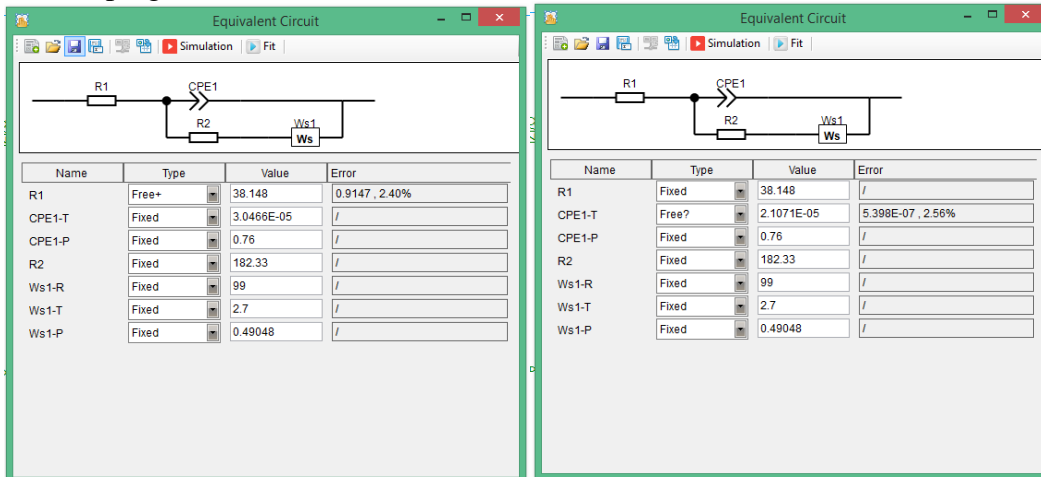 Equivalent Circuit
Simulation Fit
R1 CPE1
R2 Ws1
Ws
Name Type Value Error
R1 Free+ 38.148 0.9147 , 2.40%
CPE1-T Fixed 3.0466E-05 /
CPE1-P Fixed 0.76 /
R2 Fixed 182.33 /
Ws1-R Fixed 99 /
Ws1-T Fixed 2.7 /
Ws1-P Fixed 0.49048 /
Equivalent Circuit
Simulation Fit
R1 CPE1
R2 Ws1
Ws
Name Type Value Error
R1 Fixed 38.148 /
CPE1-T Free? 2.1071E-05 5.398E-07 , 2.56%
CPE1-P Fixed 0.76 /
R2 Fixed 182.33 /
Ws1-R Fixed 99 /
Ws1-T Fixed 2.7 /
Ws1-P Fixed 0.49048 /